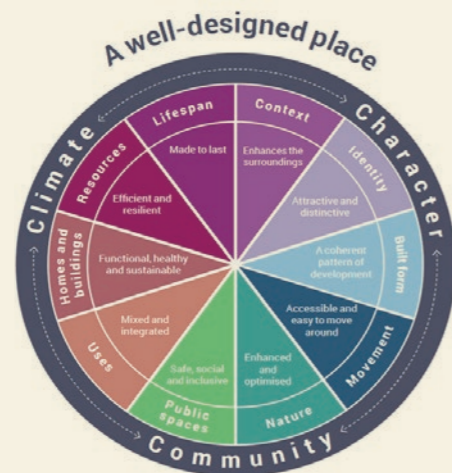 A well-designed place
Climate
Character
Community
Context
Enhances the
surroundings
Identity
Attractive and
distinctive
Built form
A coherent
pattern of
development
Movement
Accessible and
easy to move
around
Nature
Enhanced
and
optimised
Public
spaces
Safe, social
and inclusive
Uses
Mixed and
integrated
Homes and
buildings
Functional, healthy
and sustainable
Resources
Efficient and
resilient
Lifespan
Made to last